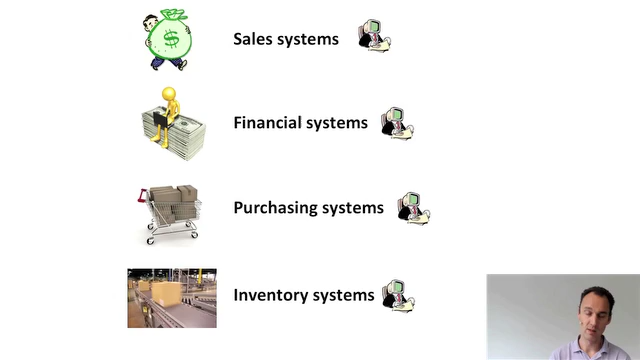 $
Sales systems
Financial systems
Purchasing systems
Inventory systems